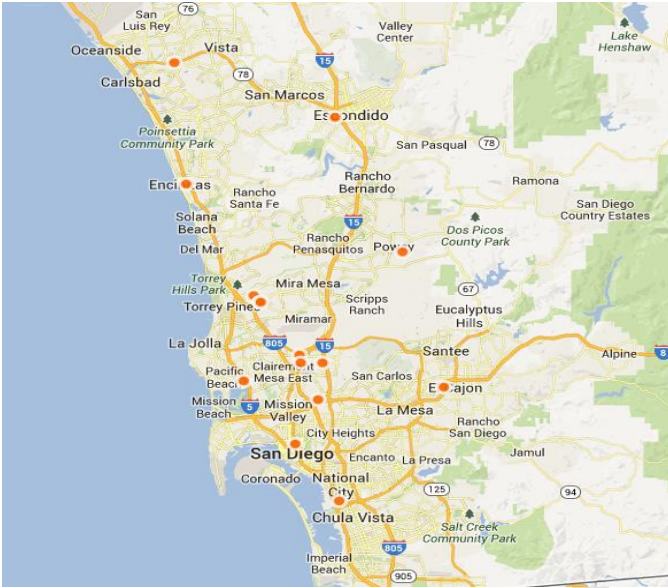 San
Luis Rey
76
Valley
Center
Lake
Henshaw
Oceanside
Vista
15
Carlsbad
78
San Marcos
Escondido
Poinsettia
Community Park
San Pasqual
78
Encinitas
Rancho
Santa Fe
Rancho
Bernardo
Ramona
San Diego
Country Estates
Solana
Beach
15
Dos Picos
County Park
Del Mar
Rancho
Penasquitos
Poway
Torrey
Hills Park
Mira Mesa
67
Torrey Pines
Scripps
Ranch
Eucalyptus
Hills
Miramar
La Jolla
805
15
Santee
Alpine
8
Pacific
Beach
Clairemont
Mesa East
San Carlos
El Cajon
Mission
Beach
5
Mission
Valley
La Mesa
City Heights
Rancho
San Diego
San Diego
Encanto
La Presa
Jamul
Coronado
National
City
125
94
Chula Vista
Salt Creek
Community Park
805
Imperial
Beach
905